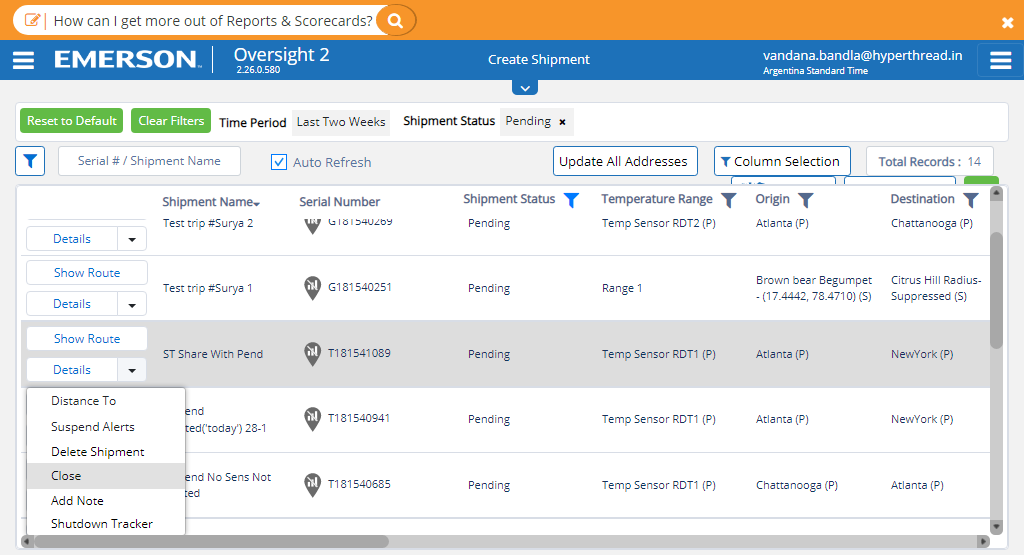 How can I get more out of Reports & Scorecards?
EMERSON
Oversight 2
2.26.0.580
Create Shipment
vandana.bandla@hyperthread.in
Argentina Standard Time
Reset to Default
Clear Filters
Time Period
Last Two Weeks
Shipment Status
Pending ×
Serial # / Shipment Name
Auto Refresh
Update All Addresses
Column Selection
Total Records : 14
Shipment Name
Serial Number
Shipment Status
Temperature Range
Origin
Destination
Details
Test trip #Surya 2
G181540269
Pending
Temp Sensor RDT2 (P)
Atlanta (P)
Chattanooga (P)
Show Route
Details
Test trip #Surya 1
G181540251
Pending
Range 1
Brown bear Begumpet
- (17.4442, 78.4710) (S)
Citrus Hill Radius-
Suppressed (S)
Show Route
Details
ST Share With Pend
T181541089
Pending
Temp Sensor RDT1 (P)
Atlanta (P)
NewYork (P)
Distance To
Suspend Alerts
Delete Shipment
Close
Add Note
Shutdown Tracker
end
ted('today') 28-1
T181540941
Pending
Temp Sensor RDT1 (P)
Atlanta (P)
NewYork (P)
end No Sens Not
ted
T181540685
Pending
Temp Sensor RDT1 (P)
Chattanooga (P)
Atlanta (P)